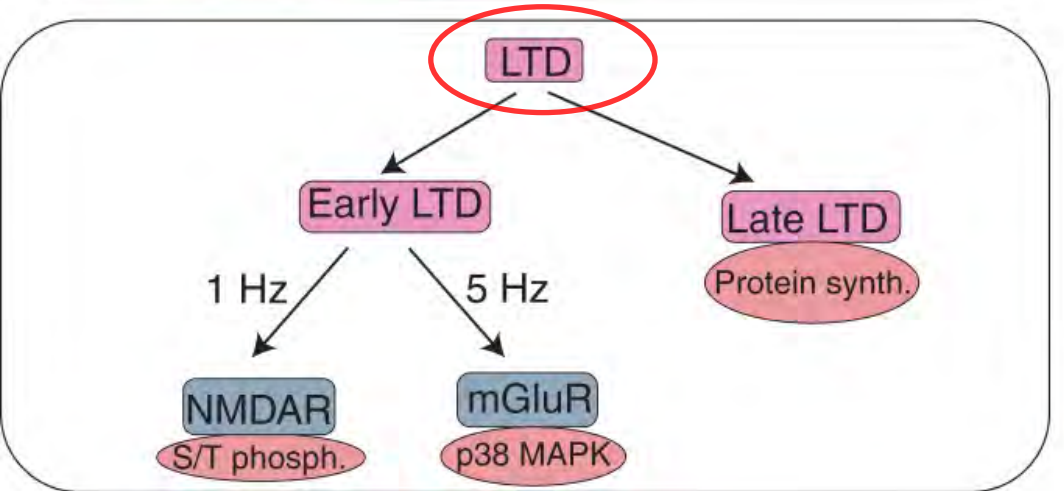 LTD
Early LTD
Late LTD
Protein synth.
1 Hz
5 Hz
NMDAR
mGluR
S/T phosph.
p38 MAPK